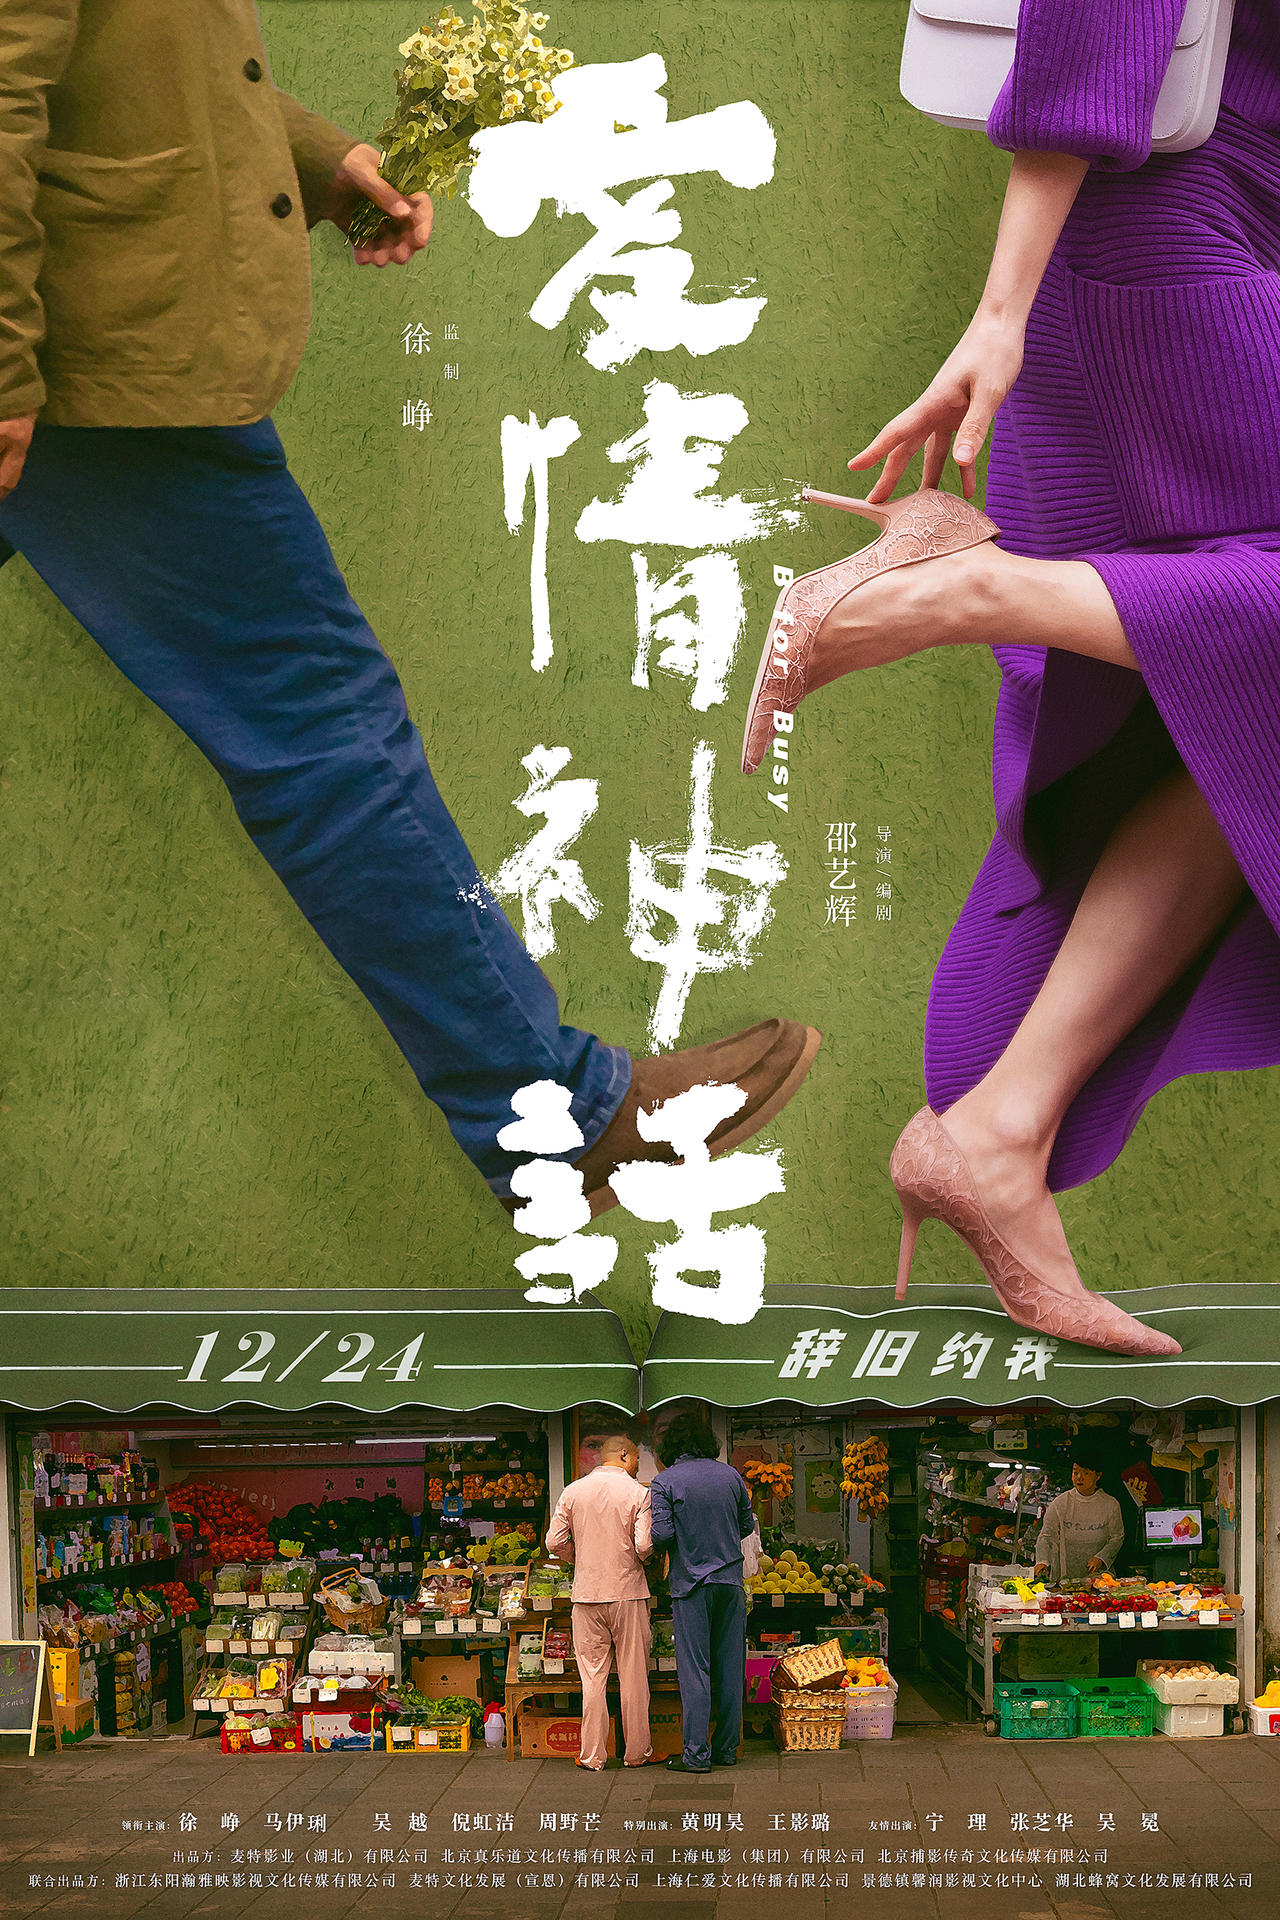 爱情神话
B for Busy
监制
徐峥
导演/编剧
邵艺辉
12/24
辞旧约我
领衔主演：徐峥 马伊琍 吴越 倪虹洁 周野芒 特别出演：黄明昊 王影璐 友情出演：宁理 张芝华 吴冕
出品方：麦特影业（湖北）有限公司 北京真乐道文化传播有限公司 上海电影（集团）有限公司 北京捕影传奇文化传媒有限公司
联合出品方：浙江东阳瀚雅映影视文化传媒有限公司 麦特文化发展（宣恩）有限公司 上海仁爱文化传播有限公司 景德镇馨润影视文化中心 湖北蜂窝文化发展有限公司